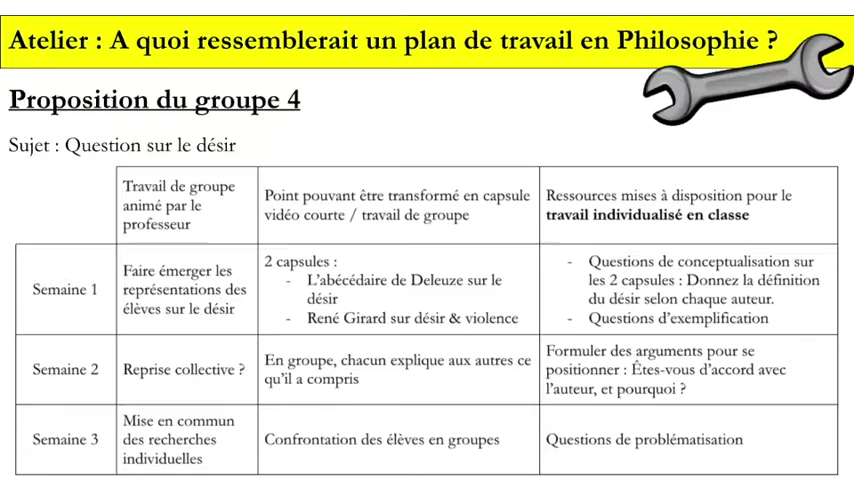 Atelier : A quoi ressemblerait un plan de travail en Philosophie ?
Proposition du groupe 4
Sujet : Question sur le désir
Travail de groupe
animé par le
professeur
Point pouvant être transformé en capsule
vidéo courte / travail de groupe
Ressources mises à disposition pour le
travail individualisé en classe
Semaine 1
Faire émerger les
représentations des
élèves sur le désir
2 capsules :
- L'abécédaire de Deleuze sur le
désir
- René Girard sur désir & violence
- Questions de conceptualisation sur
les 2 capsules : Donnez la définition
du désir selon chaque auteur.
- Questions d'exemplification
Semaine 2
Reprise collective ?
En groupe, chacun explique aux autres ce
qu'il a compris
Formuler des arguments pour se
positionner : Êtes-vous d'accord avec
l'auteur, et pourquoi ?
Semaine 3
Mise en commun
des recherches
individuelles
Confrontation des élèves en groupes
Questions de problématisation